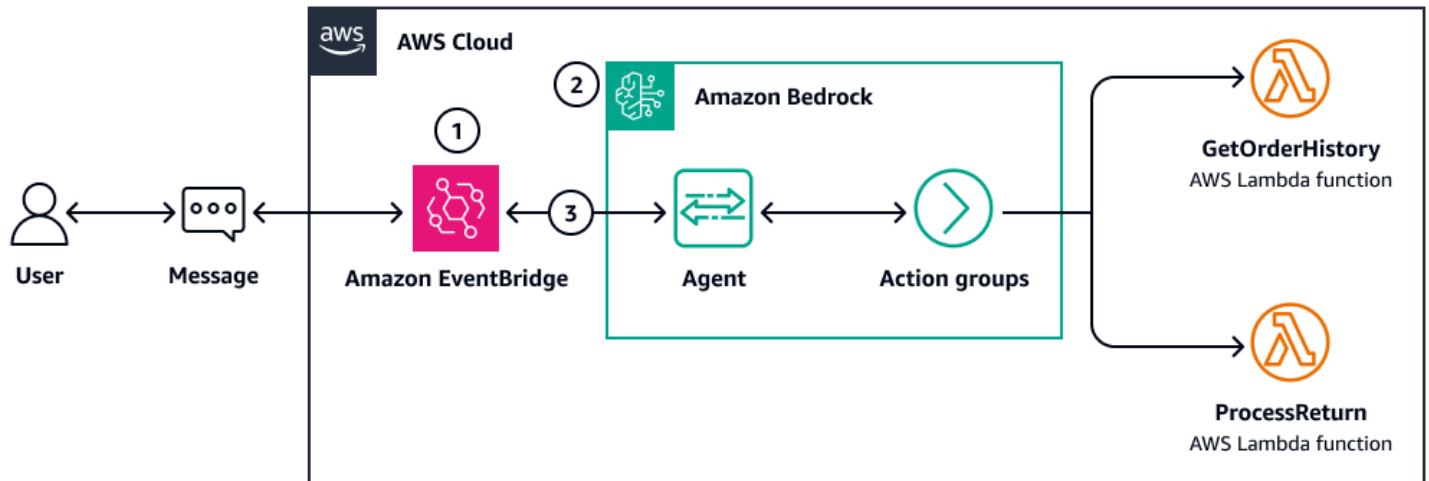 aws
AWS Cloud
2
Amazon Bedrock
1
3
User
Message
Amazon EventBridge
Agent
Action groups
GetOrderHistory
AWS Lambda function
ProcessReturn
AWS Lambda function